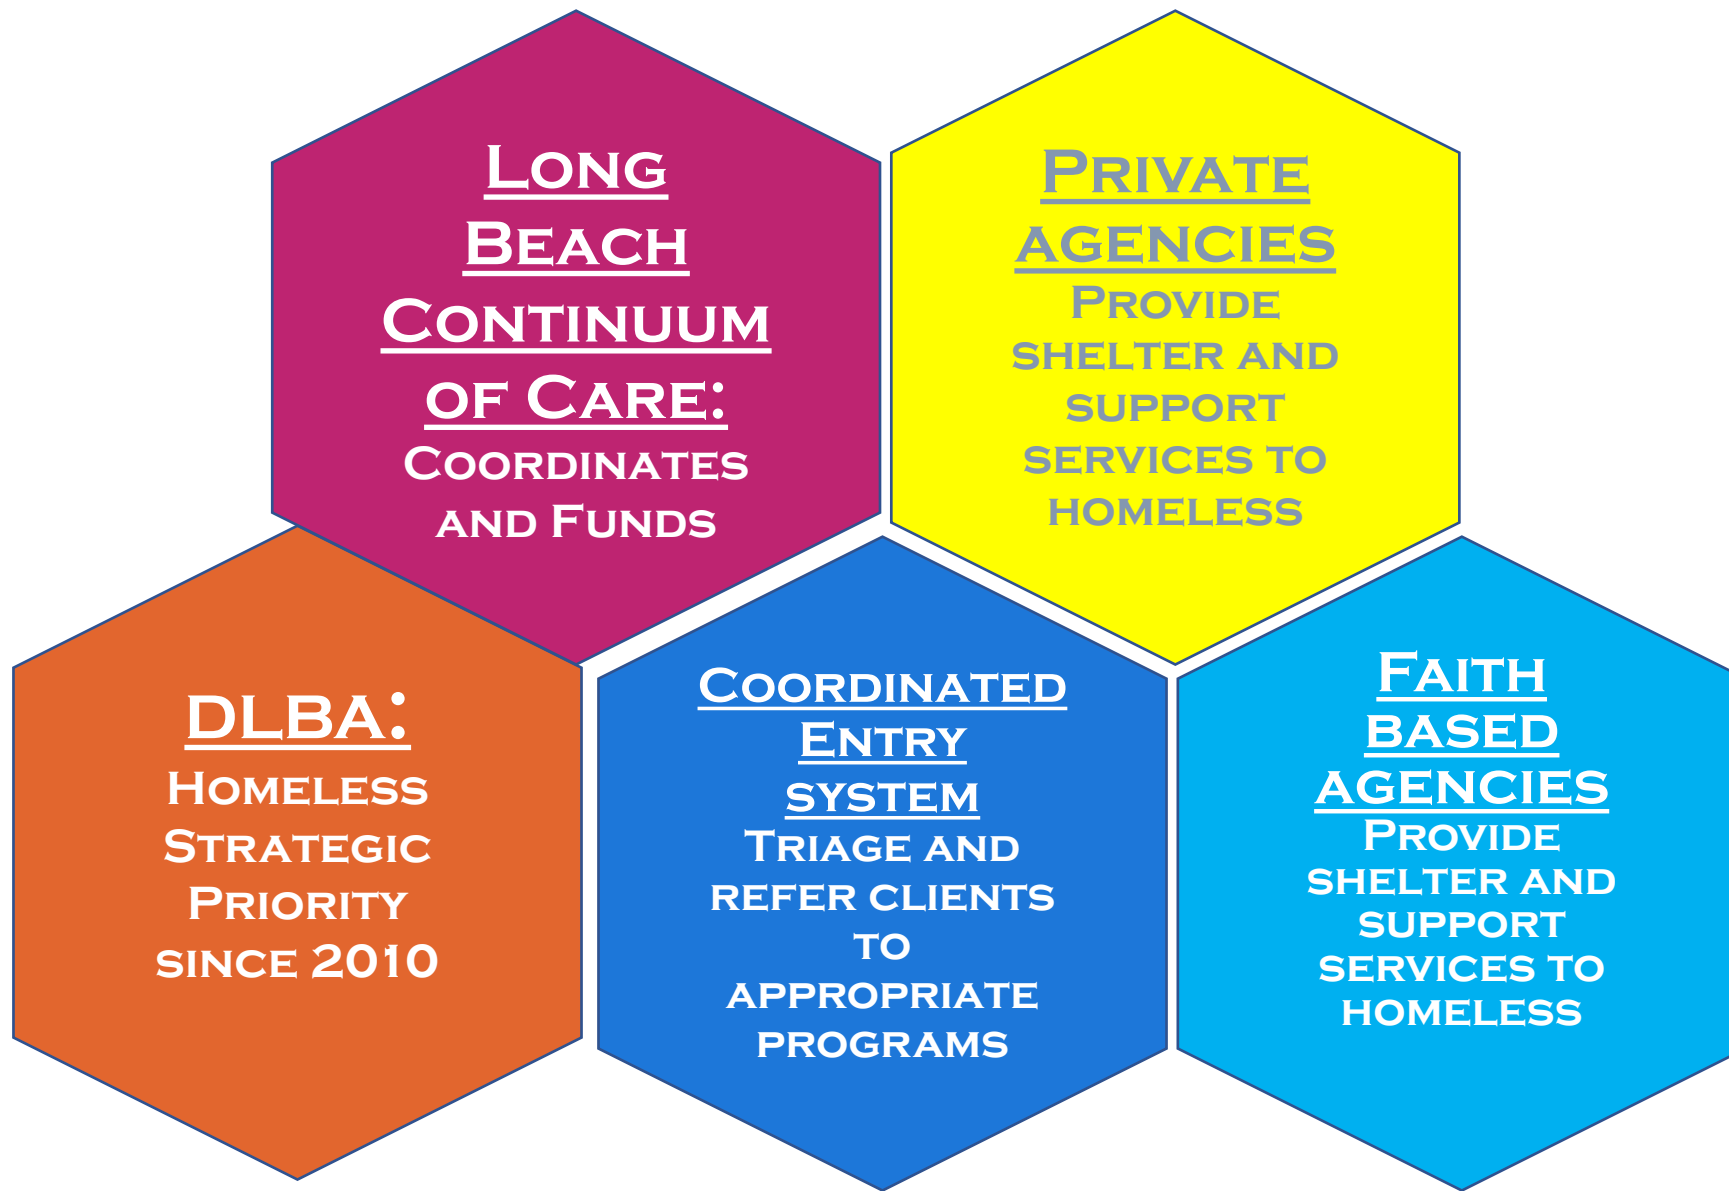 Long
Beach
Continuum
of Care:
Coordinates
and Funds
Private
agencies
Provide
shelter and
support
services to
homeless
DLBA:
Homeless
Strategic
Priority
since 2010
Coordinated
Entry
system
Triage and
refer clients
to
appropriate
programs
Faith
based
agencies
Provide
shelter and
support
services to
homeless